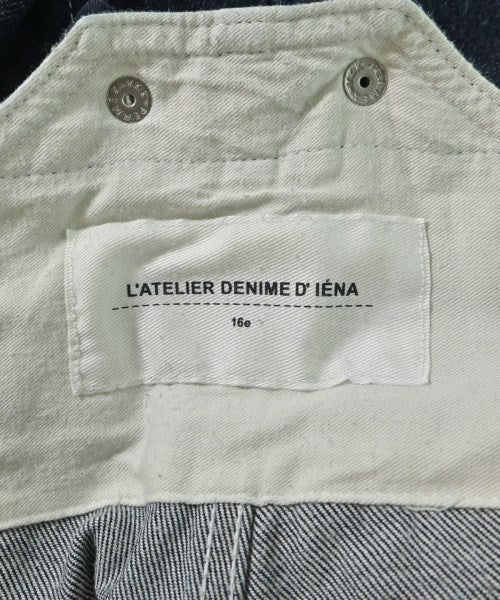 L'ATELIER DENIME D' IÉNA
16e